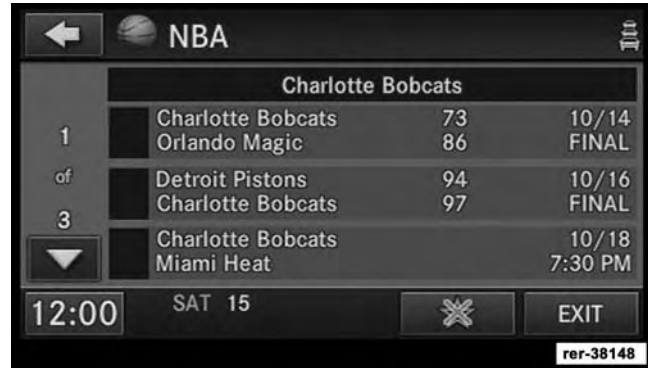 NBA
Charlotte Bobcats
1 of 3
Charlotte Bobcats 73 10/14
Orlando Magic 86 FINAL
Detroit Pistons 94 10/16
Charlotte Bobcats 97 FINAL
Charlotte Bobcats 10/18
Miami Heat 7:30 PM
12:00 SAT 15 EXIT
rer-38148